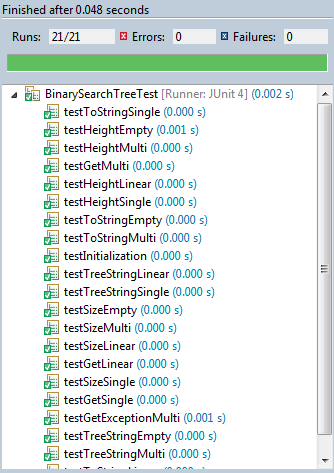 Finished after 0.048 seconds
Runs: 21/21 Errors: 0 Failures: 0
BinarySearchTreeTest [Runner: JUnit 4] (0.002 s)
testToStringSingle (0.000 s)
testHeightEmpty (0.001 s)
testHeightMulti (0.000 s)
testGetMulti (0.000 s)
testHeightLinear (0.000 s)
testHeightSingle (0.000 s)
testToStringEmpty (0.000 s)
testToStringMulti (0.000 s)
testInitialization (0.000 s)
testTreeStringLinear (0.000 s)
testTreeStringSingle (0.000 s)
testSizeEmpty (0.000 s)
testSizeMulti (0.000 s)
testSizeLinear (0.000 s)
testGetLinear (0.000 s)
testSizeSingle (0.000 s)
testGetSingle (0.000 s)
testGetExceptionMulti (0.001 s)
testTreeStringEmpty (0.000 s)
testTreeStringMulti (0.000 s)
testToStringLinear (0.000 s)